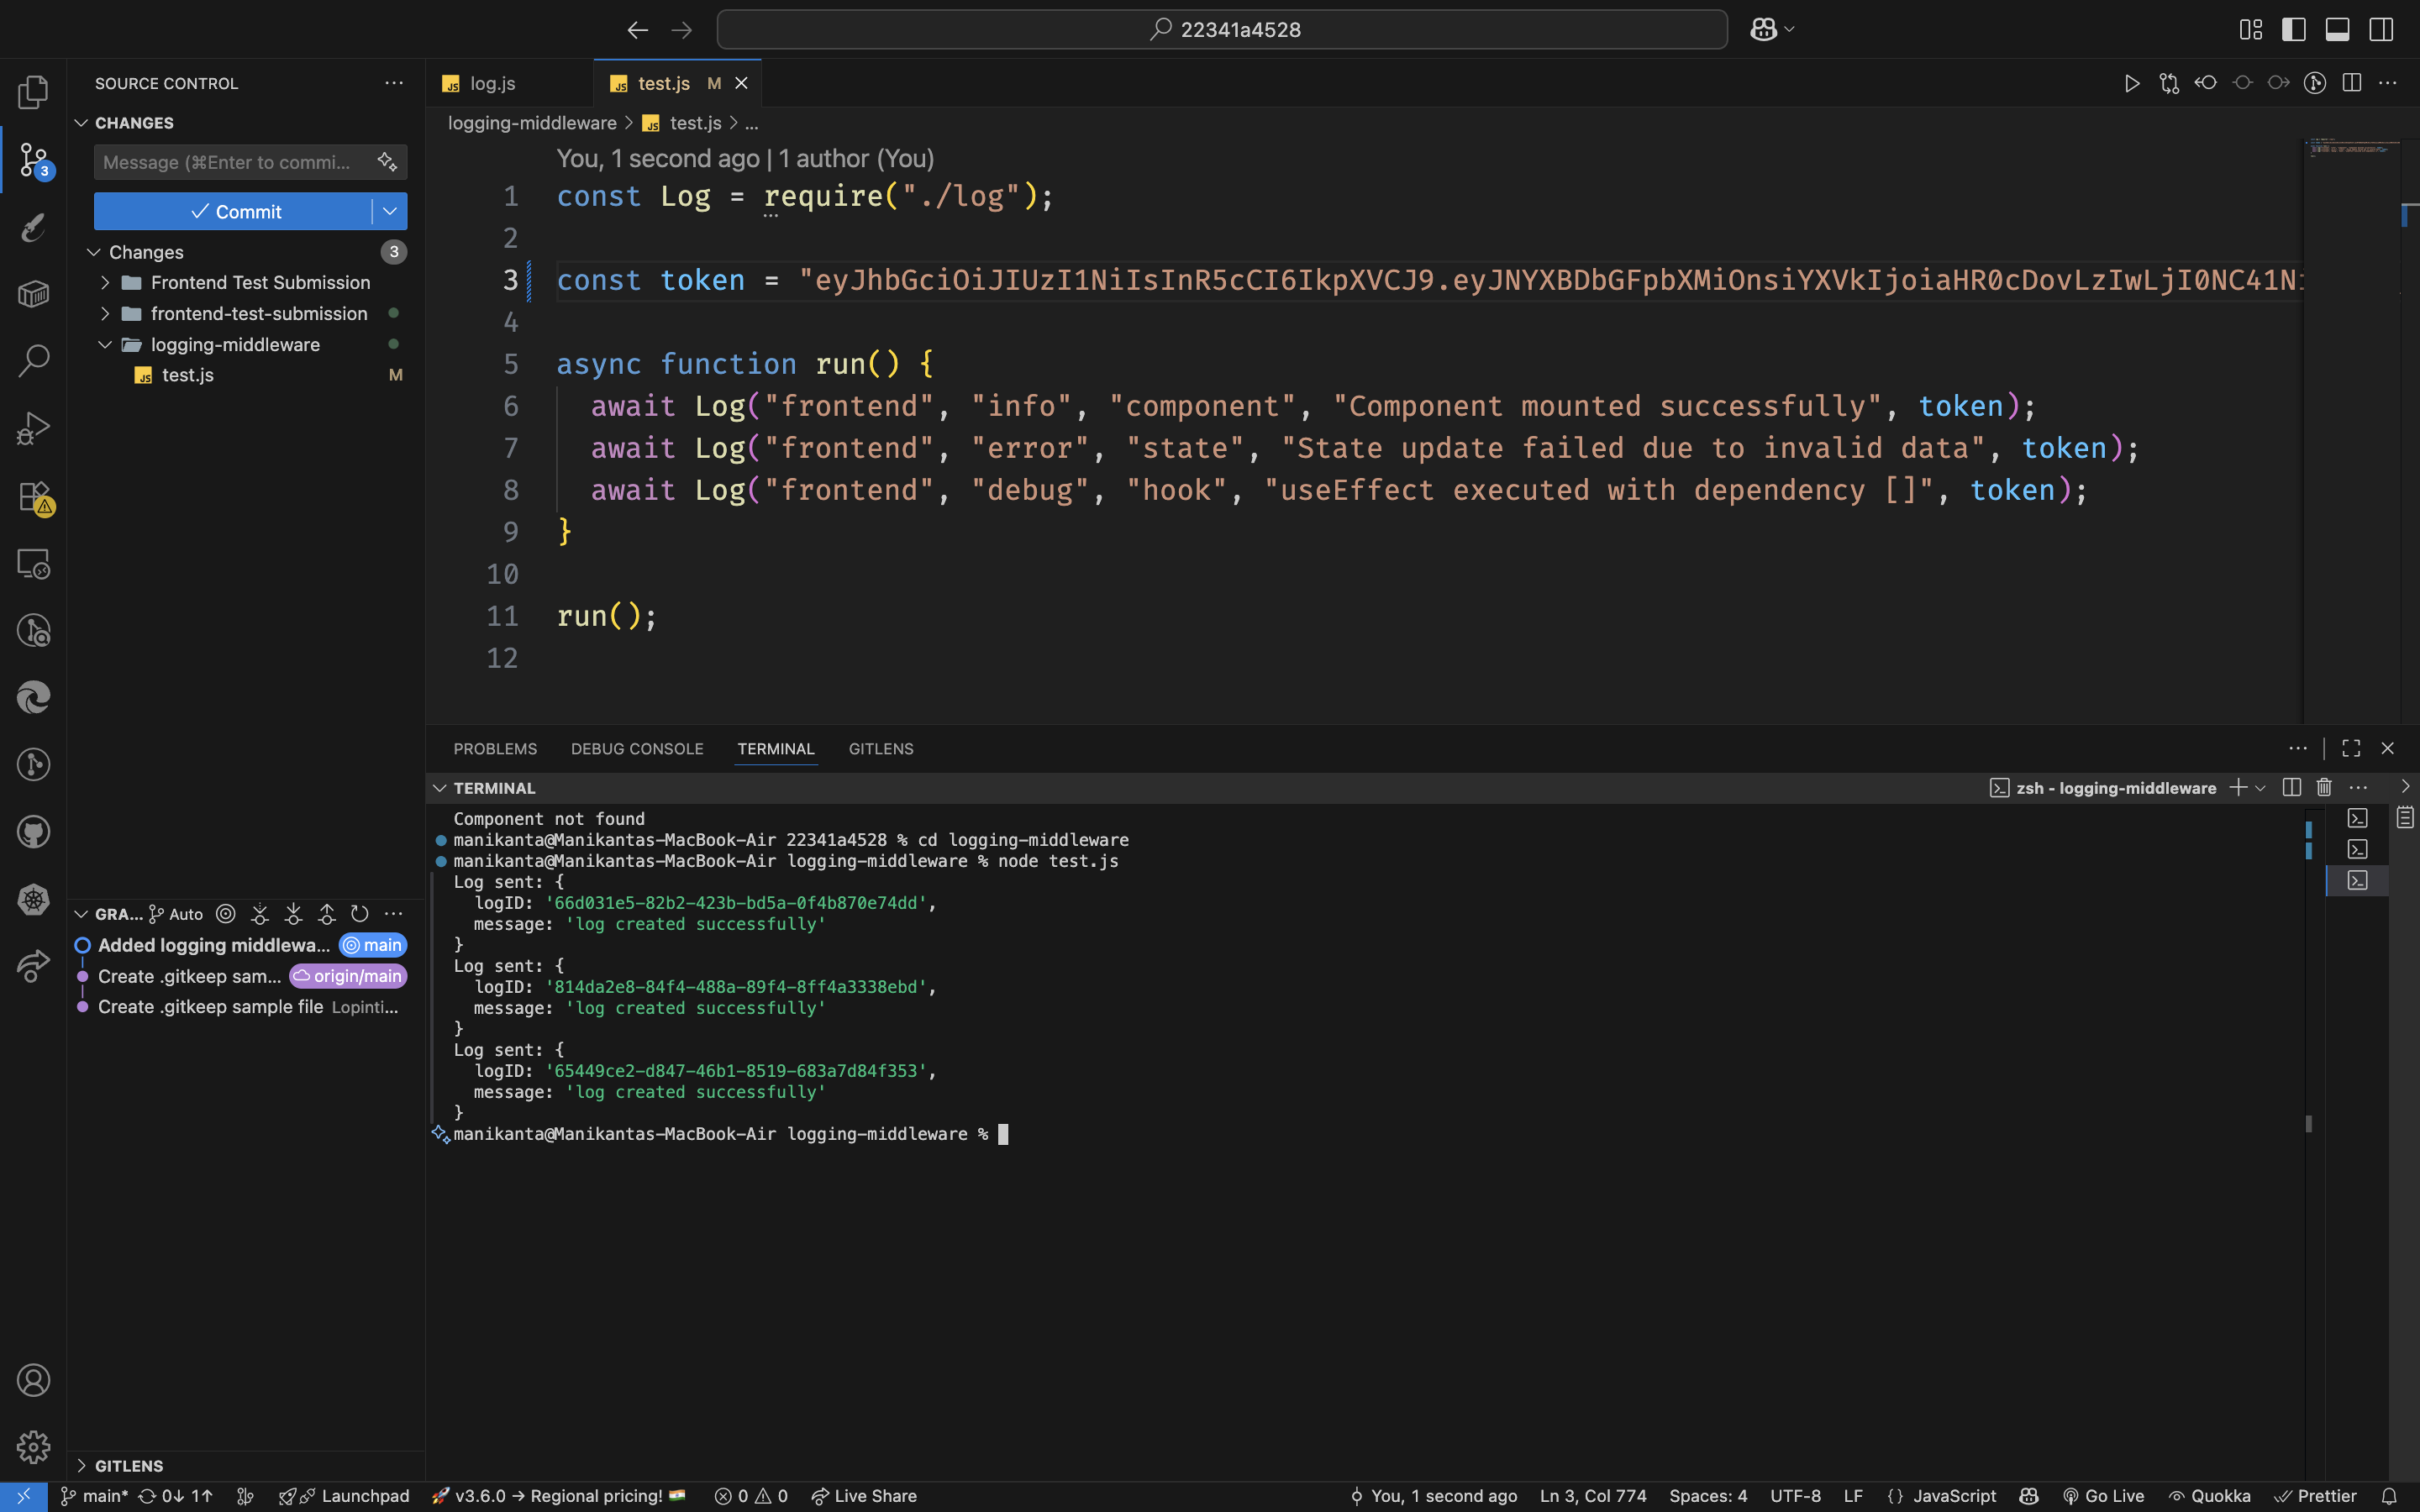 22341a4528
SOURCE CONTROL
CHANGES
Message (⌘Enter to commi...
Commit
Changes
3
Frontend Test Submission
frontend-test-submission
logging-middleware
test.js
M
3
GRA...
Auto
Added logging middlewa...
main
Create .gitkeep sam...
origin/main
Create .gitkeep sample file Lopinti...
GITLENS
log.js
test.js M
logging-middleware > test.js > ...
You, 1 second ago | 1 author (You)
1 const Log = require("./log");
2
3 const token = "eyJhbGciOiJIUzI1NiIsInR5cCI6IkpXVCJ9.eyJNYXBDbGFpbXMiOnsiYXVkIjoiaHR0cDovLzIwLjI0NC41Ni
4
5 async function run() {
6 await Log("frontend", "info", "component", "Component mounted successfully", token);
7 await Log("frontend", "error", "state", "State update failed due to invalid data", token);
8 await Log("frontend", "debug", "hook", "useEffect executed with dependency []", token);
9 }
10
11 run();
12
PROBLEMS DEBUG CONSOLE TERMINAL GITLENS
TERMINAL
zsh - logging-middleware
Component not found
manikanta@Manikantas-MacBook-Air 22341a4528 % cd logging-middleware
manikanta@Manikantas-MacBook-Air logging-middleware % node test.js
Log sent: {
logID: '66d031e5-82b2-423b-bd5a-0f4b870e74dd',
message: 'log created successfully'
}
Log sent: {
logID: '814da2e8-84f4-488a-89f4-8ff4a3338ebd',
message: 'log created successfully'
}
Log sent: {
logID: '65449ce2-d847-46b1-8519-683a7d84f353',
message: 'log created successfully'
}
manikanta@Manikantas-MacBook-Air logging-middleware %
main* 0↓ 1↑ Launchpad 🚀 v3.6.0 → Regional pricing! 🇮🇳 0 0 Live Share You, 1 second ago Ln 3, Col 774 Spaces: 4 UTF-8 LF {} JavaScript Go Live Quokka Prettier